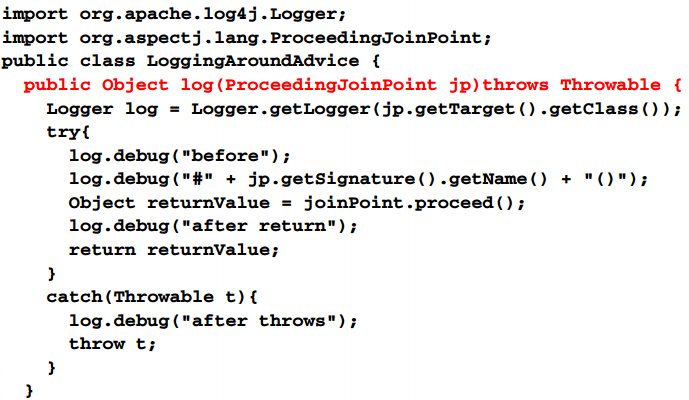 import org.apache.log4j.Logger;
import org.aspectj.lang.ProceedingJoinPoint;
public class LoggingAroundAdvice {
  public Object log(ProceedingJoinPoint jp)throws Throwable {
    Logger log = Logger.getLogger(jp.getTarget().getClass());
    try{
      log.debug("before");
      log.debug("#" + jp.getSignature().getName() + "()");
      Object returnValue = joinPoint.proceed();
      log.debug("after return");
      return returnValue;
    }
    catch(Throwable t){
      log.debug("after throws");
      throw t;
    }
  }